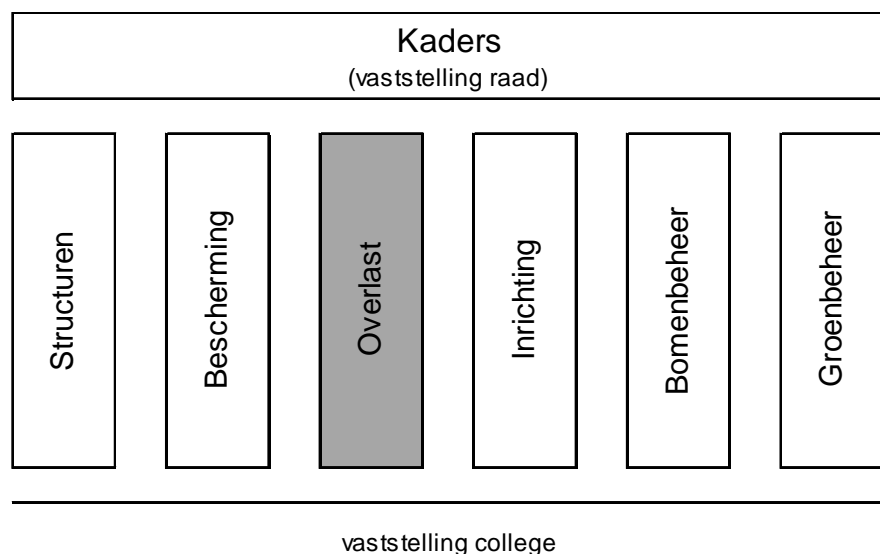 Kaders
(vaststelling raad)
Structuren
Bescherming
Overlast
Inrichting
Bomenbeheer
Groenbeheer
vaststelling college